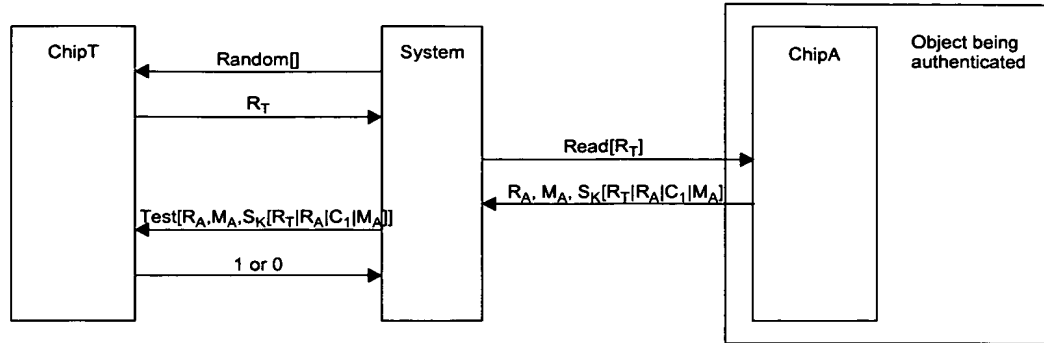 ChipT
System
ChipA
Object being
authenticated
Random[]
R_T
Read[R_T]
R_A, M_A, S_K[R_T|R_A|C_1|M_A]
Test[R_A,M_A,S_K[R_T|R_A|C_1|M_A]]
1 or 0